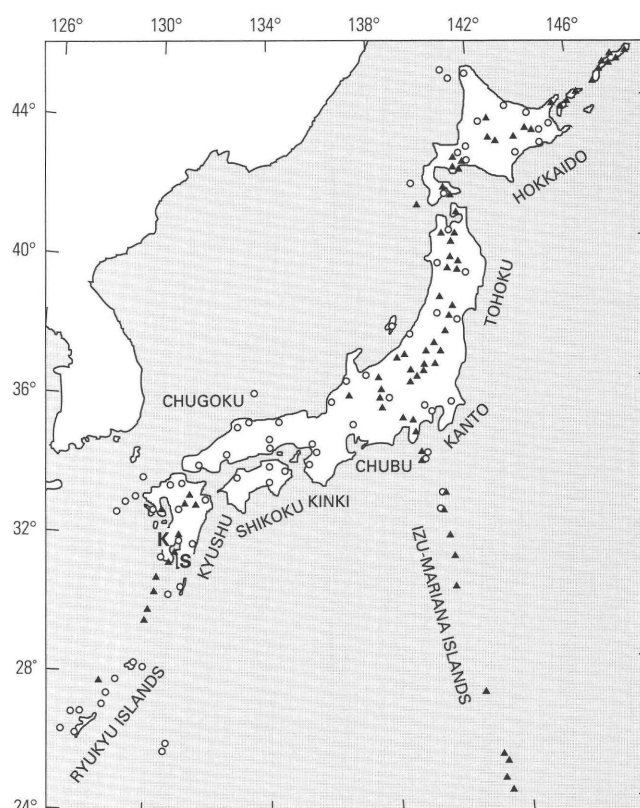 126° 130° 134° 138° 142° 146°
44°
HOKKAIDO
40°
TOHOKU
36°
CHUGOKU
KANTO
CHUBU
KINKI
SHIKOKU
KYUSHU
32°
K
S
IZU-MARIANA ISLANDS
28°
RYUKYU ISLANDS
24°